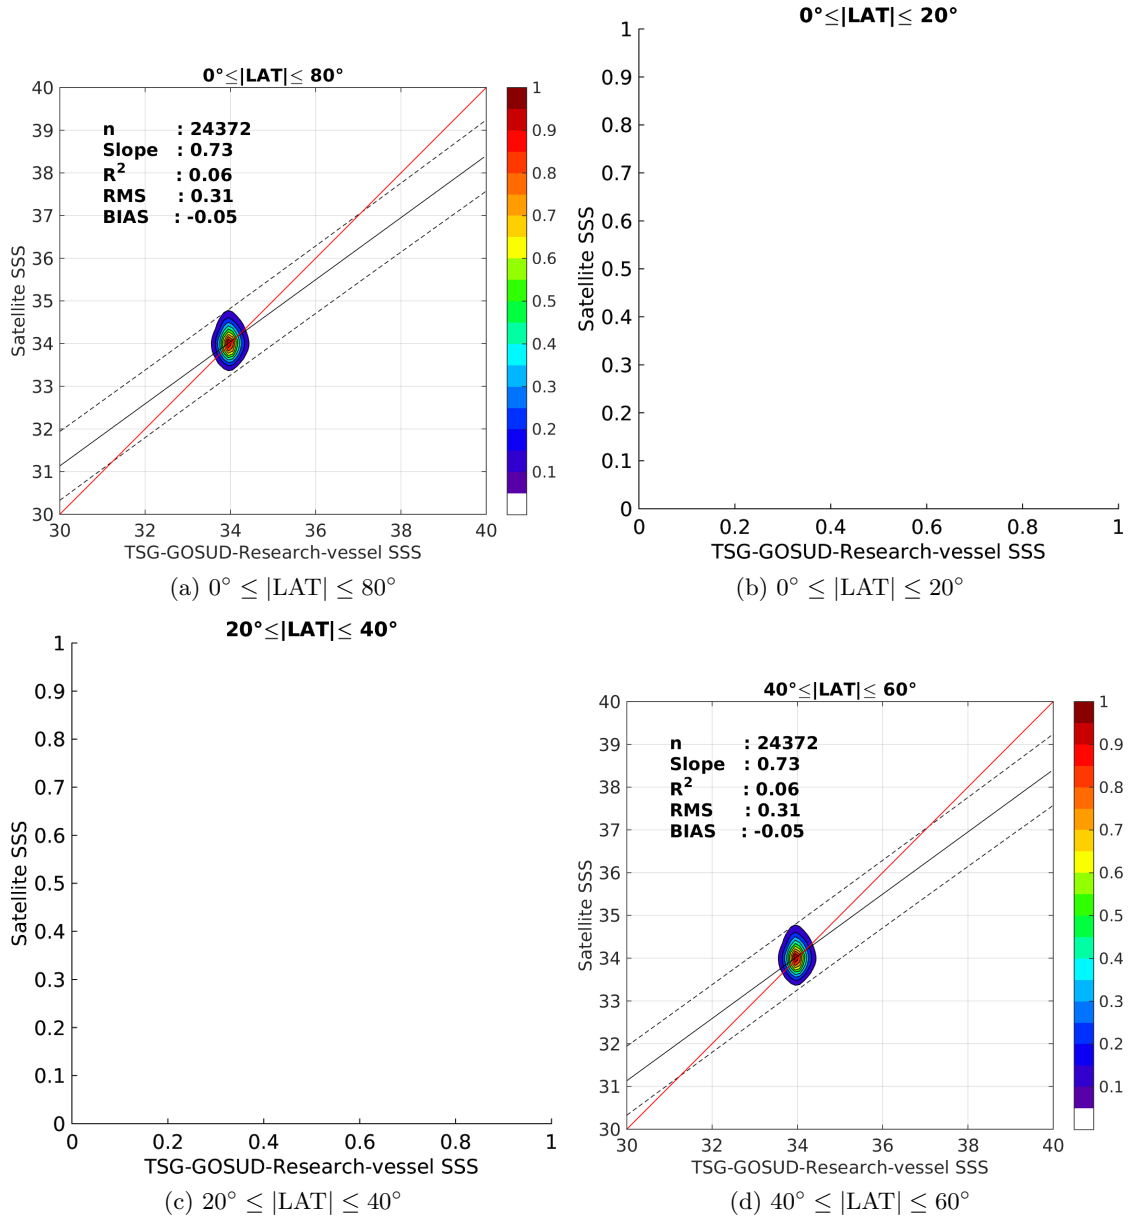 0°≤|LAT|≤ 80°
40
39
38
37
36
35
34
33
32
31
30
30 32 34 36 38 40
Satellite SSS
TSG-GOSUD-Research-vessel SSS
n : 24372
Slope : 0.73
R² : 0.06
RMS : 0.31
BIAS : -0.05
1
0.9
0.8
0.7
0.6
0.5
0.4
0.3
0.2
0.1
(a) 0° ≤ |LAT| ≤ 80°
0°≤|LAT|≤ 20°
1
0.9
0.8
0.7
0.6
0.5
0.4
0.3
0.2
0.1
0
0 0.2 0.4 0.6 0.8 1
Satellite SSS
TSG-GOSUD-Research-vessel SSS
(b) 0° ≤ |LAT| ≤ 20°
20°≤|LAT|≤ 40°
1
0.9
0.8
0.7
0.6
0.5
0.4
0.3
0.2
0.1
0
0 0.2 0.4 0.6 0.8 1
Satellite SSS
TSG-GOSUD-Research-vessel SSS
(c) 20° ≤ |LAT| ≤ 40°
40°≤|LAT|≤ 60°
40
39
38
37
36
35
34
33
32
31
30
30 32 34 36 38 40
Satellite SSS
TSG-GOSUD-Research-vessel SSS
n : 24372
Slope : 0.73
R² : 0.06
RMS : 0.31
BIAS : -0.05
1
0.9
0.8
0.7
0.6
0.5
0.4
0.3
0.2
0.1
(d) 40° ≤ |LAT| ≤ 60°